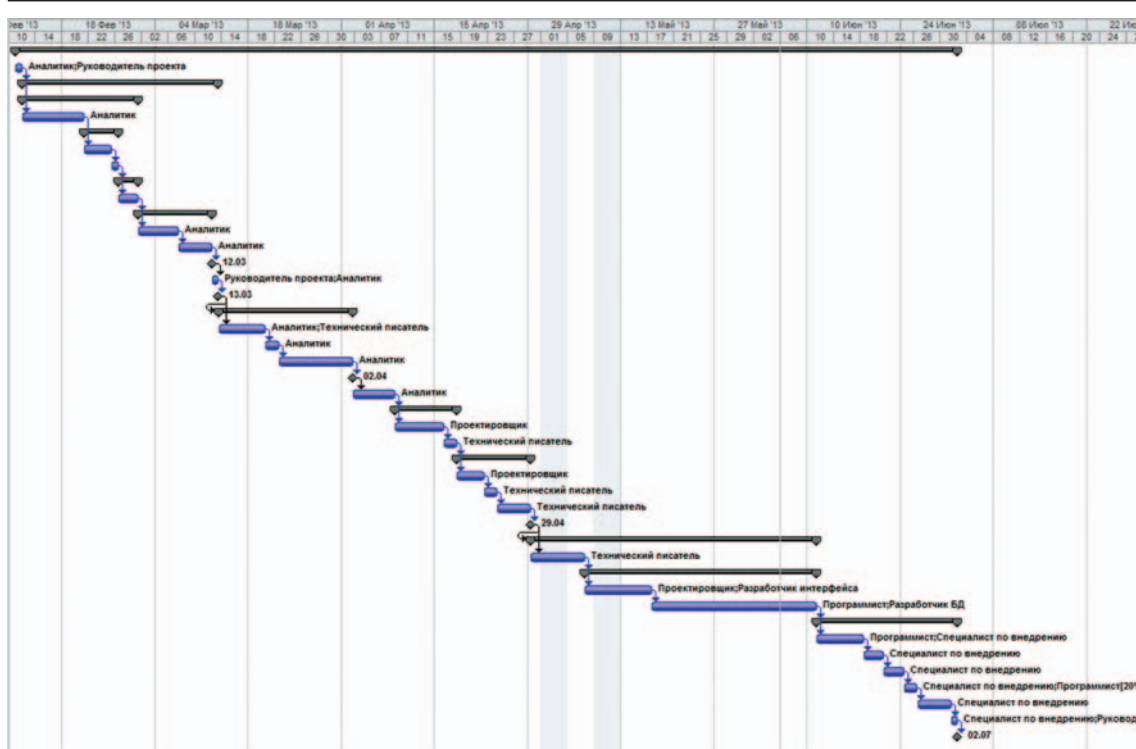 Фев '13 18 Фев '13 04 Мар '13 18 Мар '13 01 Апр '13 15 Апр '13 29 Апр '13 13 Май '13 27 Май '13 10 Июн '13 24 Июн '13 08 Июл '13 22 Ию
10 14 18 22 26 02 06 10 14 18 22 26 30 03 07 11 15 19 23 27 01 05 09 13 17 21 25 29 02 06 10 14 18 22 26 30 04 08 12 16 20 24
Аналитик;Руководитель проекта
Аналитик
Аналитик
Аналитик
12.03
Руководитель проекта;Аналитик
13.03
Аналитик;Технический писатель
Аналитик
Аналитик
02.04
Аналитик
Проектировщик
Технический писатель
Проектировщик
Технический писатель
Технический писатель
29.04
Технический писатель
Проектировщик;Разработчик интерфейса
Программист;Разработчик БД
Программист;Специалист по внедрению
Специалист по внедрению
Специалист по внедрению
Специалист по внедрению;Программист[20%
Специалист по внедрению
Специалист по внедрению;Руковод
02.07